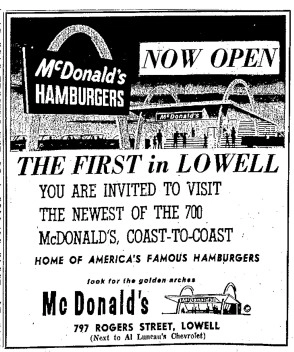 McDonald's
HAMBURGERS
NOW OPEN
McDonald's
THE FIRST in LOWELL
YOU ARE INVITED TO VISIT
THE NEWEST OF THE 700
McDONALD'S, COAST-TO-COAST
HOME OF AMERICA'S FAMOUS HAMBURGERS
look for the golden arches
McDonald's
797 ROGERS STREET, LOWELL
(Next to Al Luneau's Chevrolet)